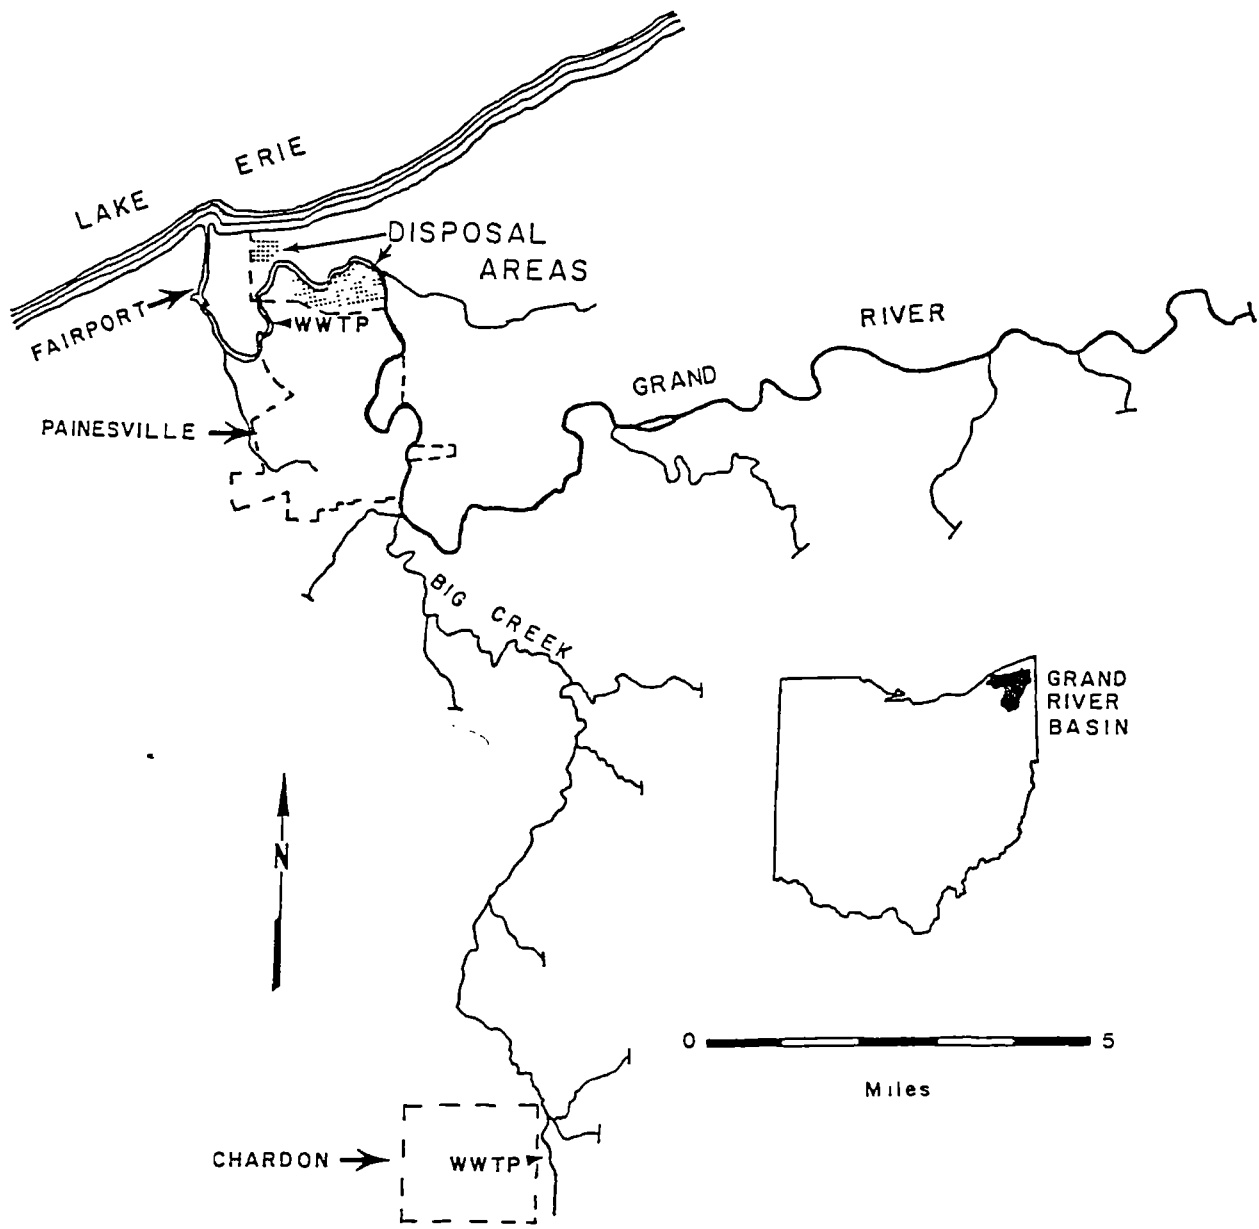 LAKE ERIE
DISPOSAL
AREAS
FAIRPORT
WWTP
RIVER
GRAND
PAINESVILLE
BIG CREEK
GRAND
RIVER
BASIN
N
0 5
Miles
CHARDON
WWTP